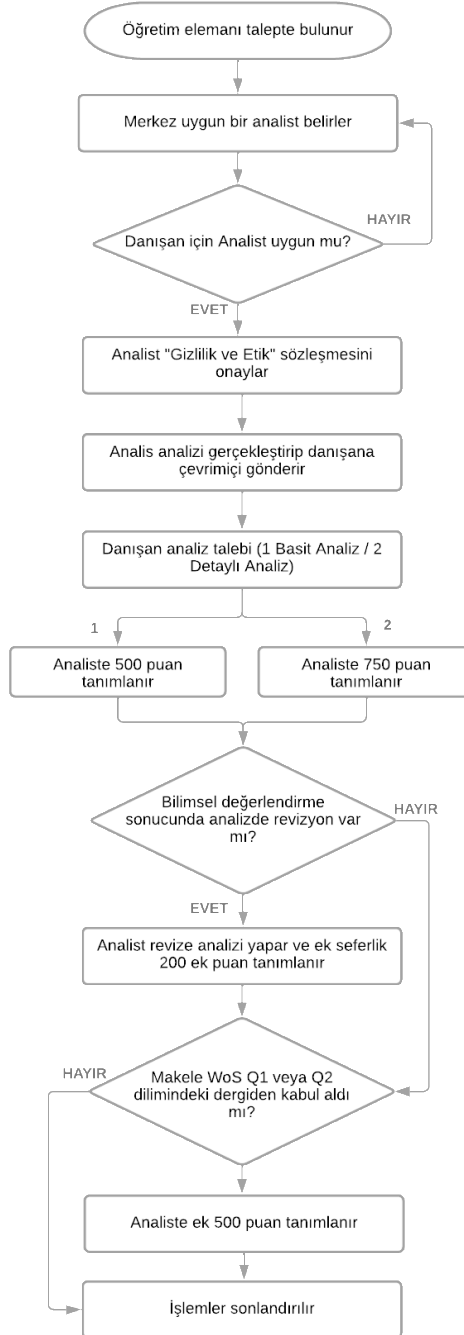 Öğretim elemanı talepte bulunur
Merkez uygun bir analist belirler
HAYIR
Danışan için Analist uygun mu?
EVET
Analist "Gizlilik ve Etik" sözleşmesini
onaylar
Analis analizi gerçekleştirip danışana
çevrimiçi gönderir
Danışan analiz talebi (1 Basit Analiz / 2
Detaylı Analiz)
1
2
Analiste 500 puan
tanımlanır
Analiste 750 puan
tanımlanır
Bilimsel değerlendirme
sonucunda analizde revizyon var
mı?
HAYIR
EVET
Analist revize analizi yapar ve ek seferlik
200 ek puan tanımlanır
HAYIR
Makele WoS Q1 veya Q2
dilimindeki dergiden kabul aldı
mı?
Analiste ek 500 puan tanımlanır
İşlemler sonlandırılır